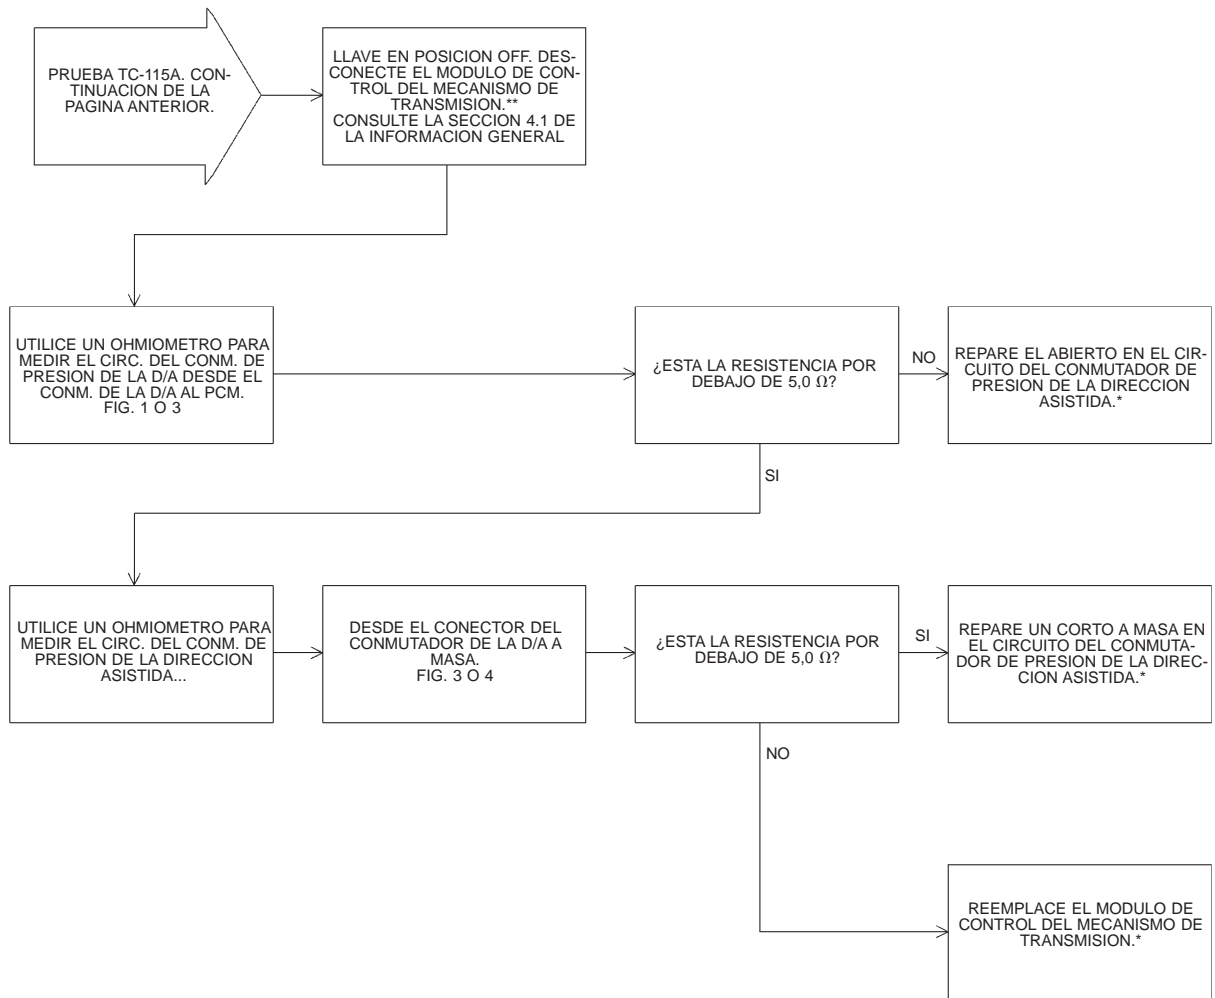 PRUEBA TC-115A. CON-
TINUACION DE LA
PAGINA ANTERIOR.
LLAVE EN POSICION OFF. DES-
CONECTE EL MODULO DE CON-
TROL DEL MECANISMO DE
TRANSMISION.**
CONSULTE LA SECCION 4.1 DE
LA INFORMACION GENERAL
UTILICE UN OHMIOMETRO PARA
MEDIR EL CIRC. DEL CONM. DE
PRESION DE LA D/A DESDE EL
CONM. DE LA D/A AL PCM.
FIG. 1 O 3
¿ESTA LA RESISTENCIA POR
DEBAJO DE 5,0 Ω?
NO
REPARE EL ABIERTO EN EL CIR-
CUITO DEL CONMUTADOR DE
PRESION DE LA DIRECCION
ASISTIDA.*
SI
UTILICE UN OHMIOMETRO PARA
MEDIR EL CIRC. DEL CONM. DE
PRESION DE LA DIRECCION
ASISTIDA...
DESDE EL CONECTOR DEL
CONMUTADOR DE LA D/A A
MASA.
FIG. 3 O 4
¿ESTA LA RESISTENCIA POR
DEBAJO DE 5,0 Ω?
SI
REPARE UN CORTO A MASA EN
EL CIRCUITO DEL CONMUTA-
DOR DE PRESION DE LA DIREC-
CION ASISTIDA.*
NO
REEMPLACE EL MODULO DE
CONTROL DEL MECANISMO DE
TRANSMISION.*